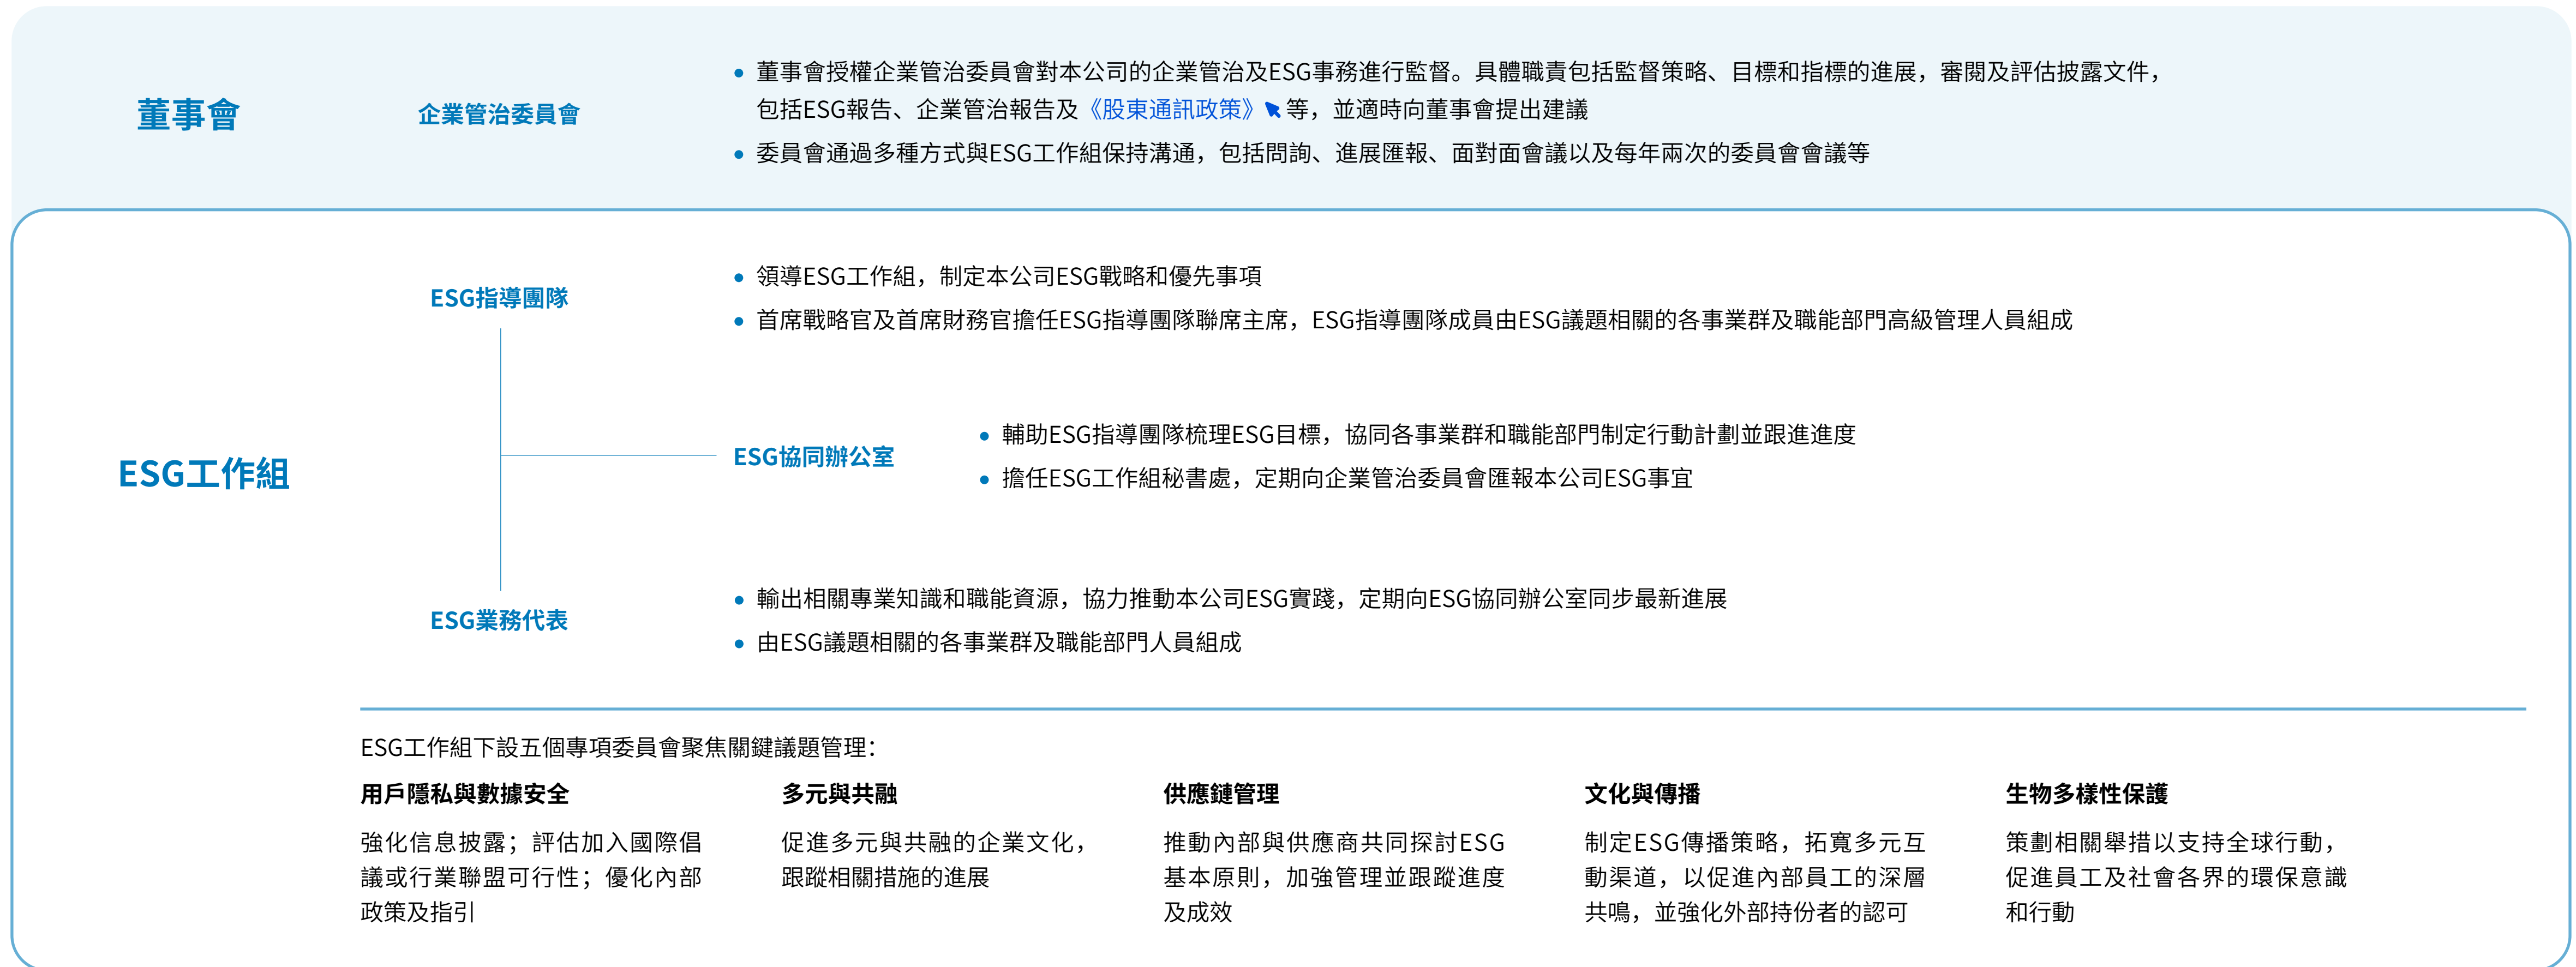 董事會
企業管治委員會
• 董事會授權企業管治委員會對本公司的企業管治及ESG事務進行監督。具體職責包括監督策略、目標和指標的進展，審閱及評估披露文件，
包括ESG報告、企業管治報告及《股東通訊政策》等，並適時向董事會提出建議
• 委員會通過多種方式與ESG工作組保持溝通，包括問詢、進展匯報、面對面會議以及每年兩次的委員會會議等
ESG工作組
ESG指導團隊
• 領導ESG工作組，制定本公司ESG戰略和優先事項
• 首席戰略官及首席財務官擔任ESG指導團隊聯席主席，ESG指導團隊成員由ESG議題相關的各事業群及職能部門高級管理人員組成
ESG協同辦公室
• 輔助ESG指導團隊梳理ESG目標，協同各事業群和職能部門制定行動計劃並跟進進度
• 擔任ESG工作組秘書處，定期向企業管治委員會匯報本公司ESG事宜
ESG業務代表
• 輸出相關專業知識和職能資源，協力推動本公司ESG實踐，定期向ESG協同辦公室同步最新進展
• 由ESG議題相關的各事業群及職能部門人員組成
ESG工作組下設五個專項委員會聚焦關鍵議題管理：
用戶隱私與數據安全
強化信息披露；評估加入國際倡
議或行業聯盟可行性；優化內部
政策及指引
多元與共融
促進多元與共融的企業文化，
跟蹤相關措施的進展
供應鏈管理
推動內部與供應商共同探討ESG
基本原則，加強管理並跟蹤進度
及成效
文化與傳播
制定ESG傳播策略，拓寬多元互
動渠道，以促進內部員工的深層
共鳴，並強化外部持份者的認可
生物多樣性保護
策劃相關舉措以支持全球行動，
促進員工及社會各界的環保意識
和行動